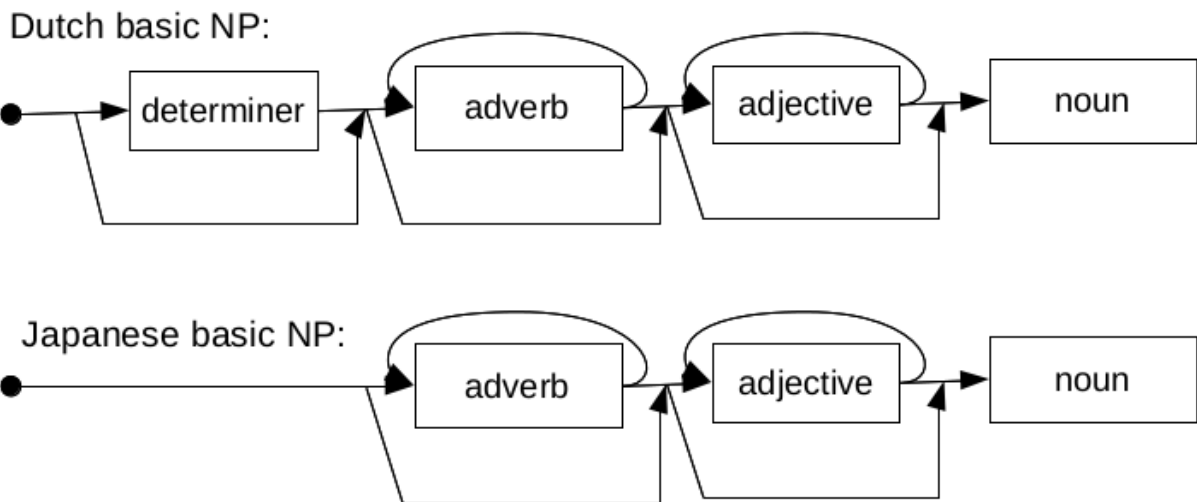 Dutch basic NP:
determiner adverb adjective noun
Japanese basic NP:
adverb adjective noun